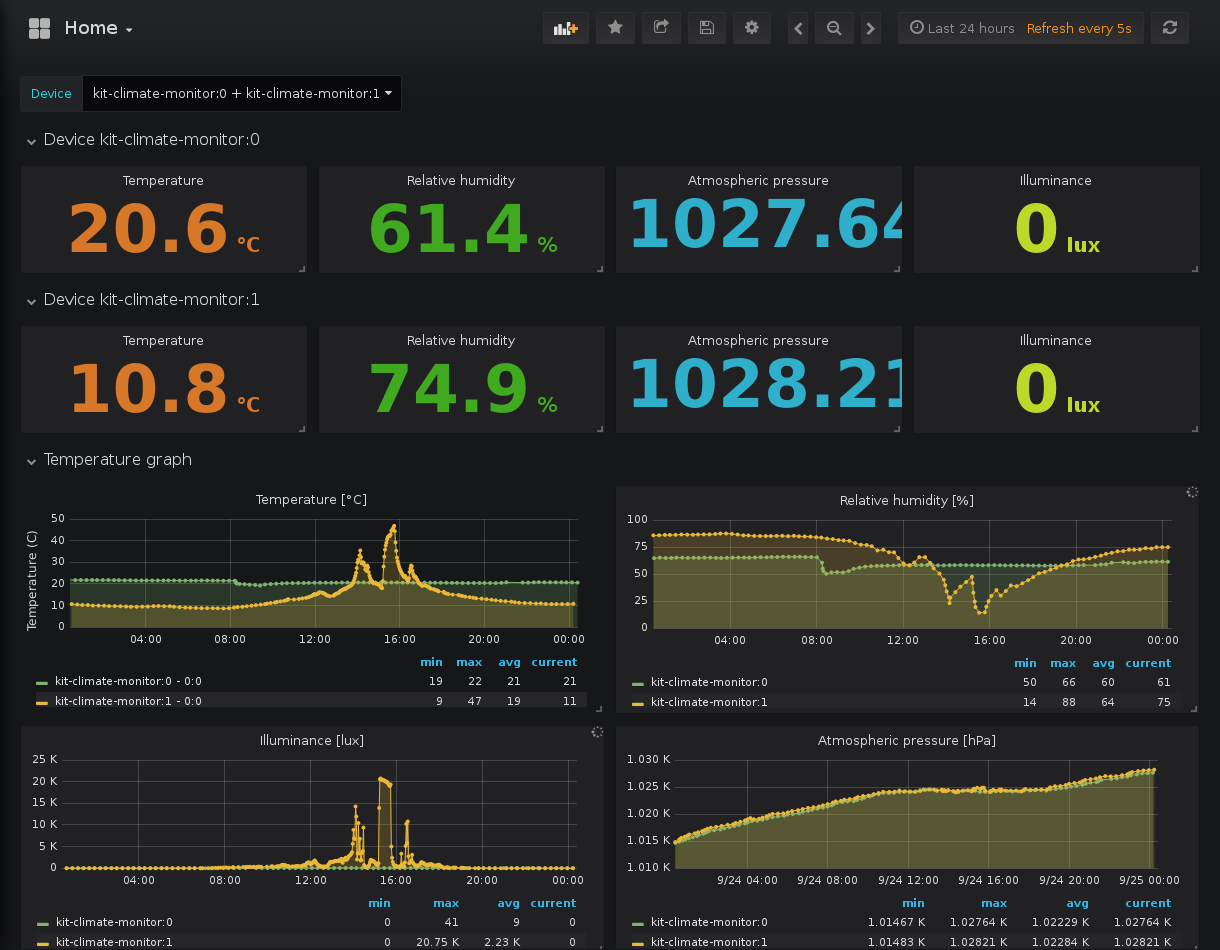 Home
Last 24 hours Refresh every 5s
Device kit-climate-monitor:0 + kit-climate-monitor:1
Device kit-climate-monitor:0
Temperature Relative humidity Atmospheric pressure Illuminance
20.6 °C 61.4 % 1027.64 0 lux
Device kit-climate-monitor:1
Temperature Relative humidity Atmospheric pressure Illuminance
10.8 °C 74.9 % 1028.21 0 lux
Temperature graph
Temperature [°C]
Temperature (C)
50
40
30
20
10
0
04:00 08:00 12:00 16:00 20:00 00:00
min max avg current
kit-climate-monitor:0 - 0:0 19 22 21 21
kit-climate-monitor:1 - 0:0 9 47 19 11
Relative humidity [%]
100
75
50
25
0
04:00 08:00 12:00 16:00 20:00 00:00
min max avg current
kit-climate-monitor:0 50 66 60 61
kit-climate-monitor:1 14 88 64 75
Illuminance [lux]
25 K
20 K
15 K
10 K
5 K
0
04:00 08:00 12:00 16:00 20:00 00:00
min max avg current
kit-climate-monitor:0 0 41 9 0
kit-climate-monitor:1 0 20.75 K 2.23 K 0
Atmospheric pressure [hPa]
1.030 K
1.025 K
1.020 K
1.015 K
1.010 K
9/24 04:00 9/24 08:00 9/24 12:00 9/24 16:00 9/24 20:00 9/25 00:00
min max avg current
kit-climate-monitor:0 1.01467 K 1.02764 K 1.02229 K 1.02764 K
kit-climate-monitor:1 1.01483 K 1.02821 K 1.02284 K 1.02821 K